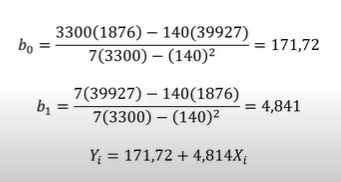 b₀ = (3300(1876) − 140(39927)) / (7(3300) − (140)²) = 171,72
b₁ = (7(39927) − 140(1876)) / (7(3300) − (140)²) = 4,841
Yᵢ = 171,72 + 4,814Xᵢ